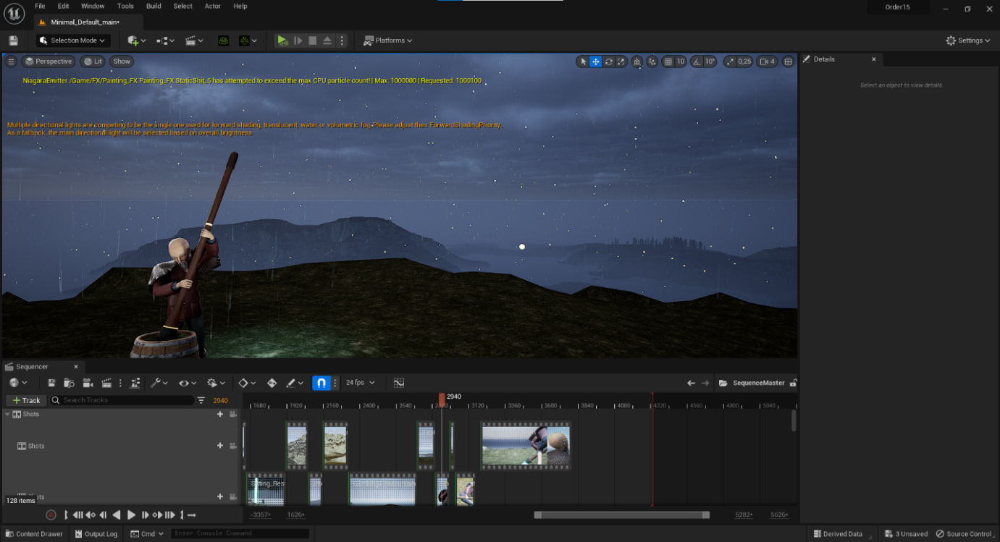 File Edit Window Tools Build Select Actor Help
Order15
Minimal_Default_main•
Selection Mode
Platforms
Settings
Perspective Lit Show
10 10° 0,25 4
Details
Select an object to view details.
NiagaraEmitter /Game/FX/Painting_FX.Painting_FX.StaticShit_6 has attempted to exceed the max CPU particle count! | Max: 1000000 | Requested: 1000100
Multiple directional lights are competing to be the single one used for forward shading, translucent, water or volumetric fog. Please adjust their ForwardShadingPriority.
As a fallback, the main directional light will be selected based on overall brightness.
Sequencer
24 fps
SequenceMaster
Track Search Tracks 2940
2940
1680 1920 2160 2400 2640 3120 3360 3600 3840 4080 4320 4560 4800 5040
Shots
Shots
Sitting_Res
128 items
-3357+ 1626+ 5282+ 5626+
Content Drawer Output Log Cmd Enter Console Command Derived Data 3 Unsaved Source Control